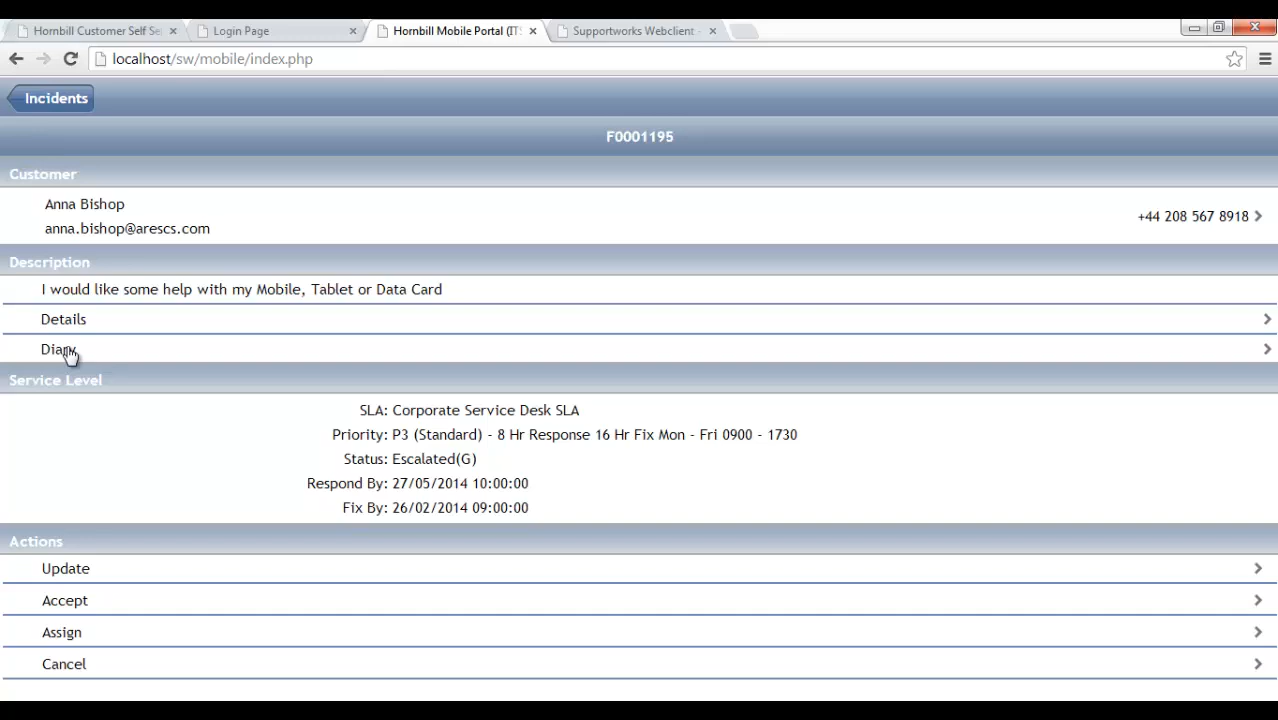 Hornbill Customer Self Se
Login Page
Hornbill Mobile Portal (IT
Supportworks Webclient -
localhost/sw/mobile/index.php
Incidents
F0001195
Customer
Anna Bishop
+44 208 567 8918
anna.bishop@arescs.com
Description
I would like some help with my Mobile, Tablet or Data Card
Details
Diary
Service Level
SLA: Corporate Service Desk SLA
Priority: P3 (Standard) - 8 Hr Response 16 Hr Fix Mon - Fri 0900 - 1730
Status: Escalated(G)
Respond By: 27/05/2014 10:00:00
Fix By: 26/02/2014 09:00:00
Actions
Update
Accept
Assign
Cancel